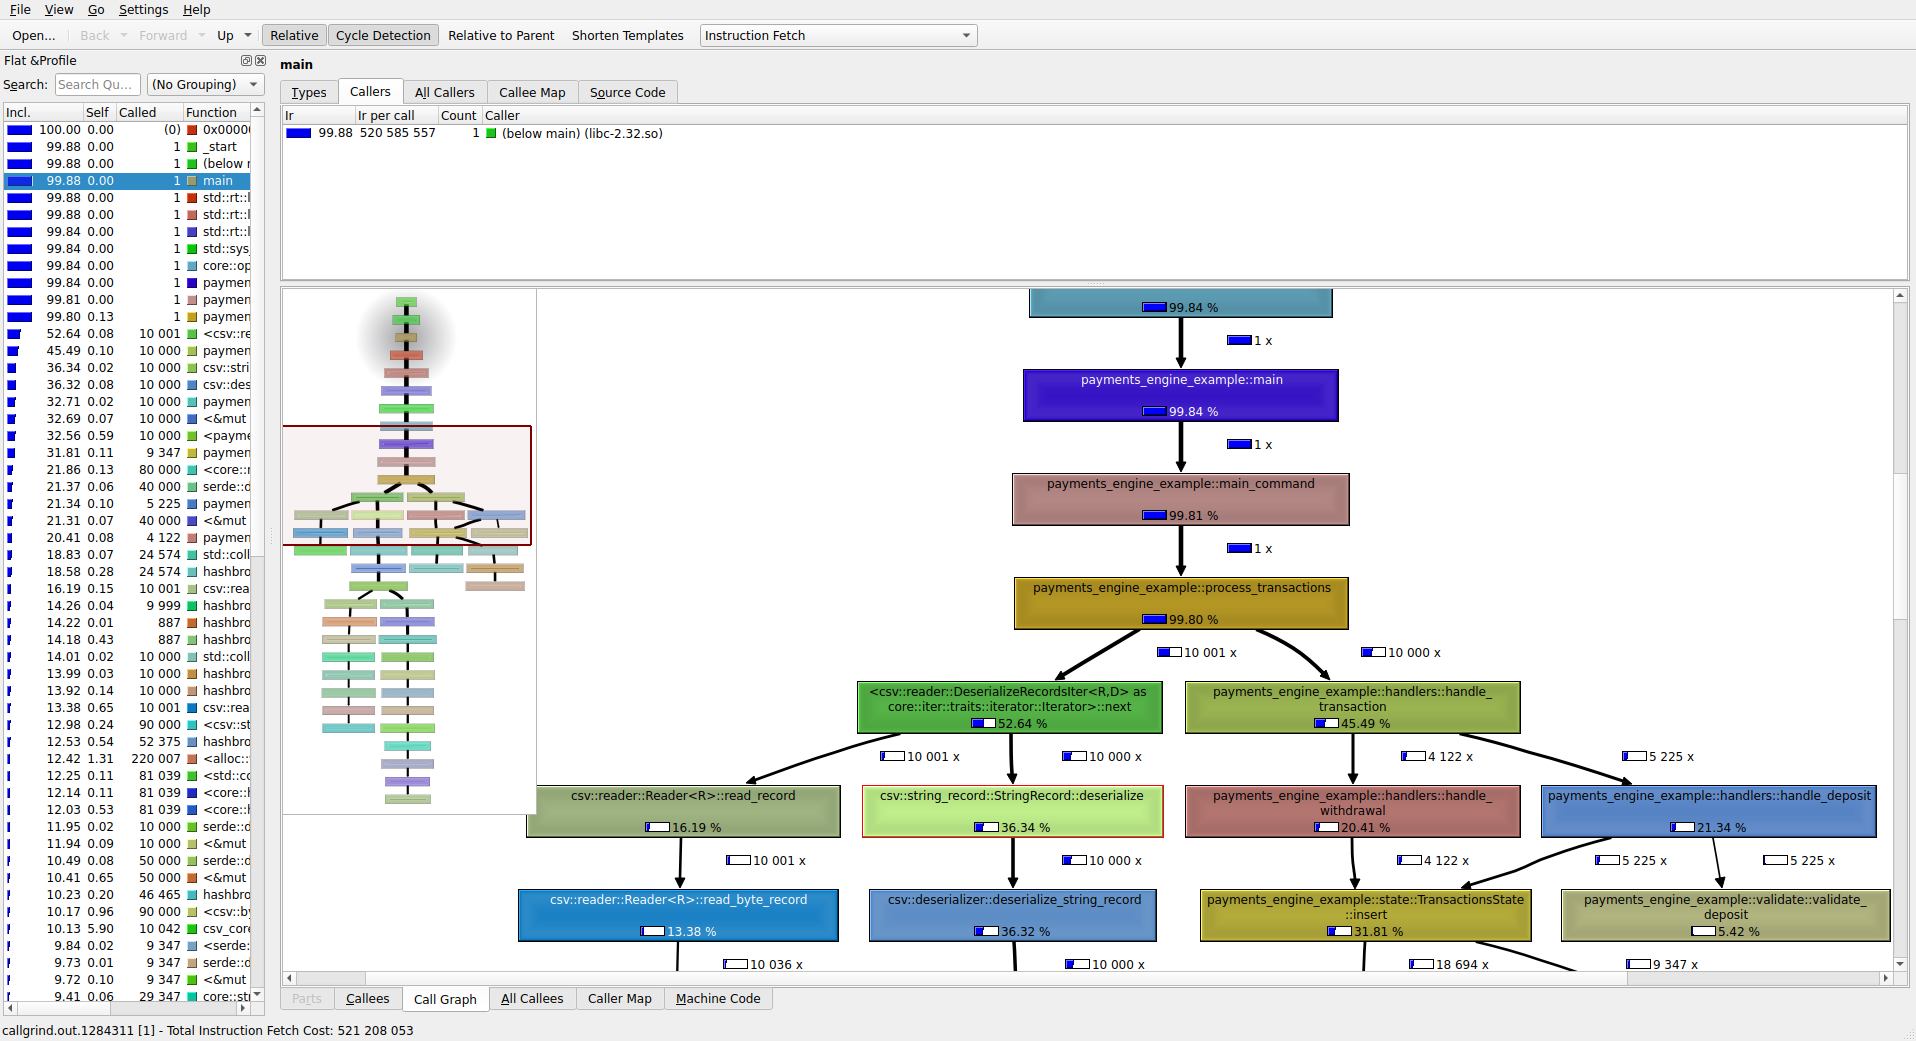 File View Go Settings Help
Open... Back Forward Up Relative Cycle Detection Relative to Parent Shorten Templates Instruction Fetch
Flat &Profile
Search: Search Qu... (No Grouping)
Incl. Self Called Function
100.00 0.00 (0) 0x0000
99.88 0.00 1 _start
99.88 0.00 1 (below
99.88 0.00 1 main
99.88 0.00 1 std::rt::
99.88 0.00 1 std::rt::
99.84 0.00 1 std::rt::
99.84 0.00 1 std::sys
99.84 0.00 1 core::op
99.84 0.00 1 paymen
99.81 0.00 1 paymen
99.80 0.13 1 paymen
52.64 0.08 10 001 <csv::re
45.49 0.10 10 000 paymen
36.34 0.02 10 000 csv::stri
36.32 0.08 10 000 csv::des
32.71 0.02 10 000 paymen
32.69 0.07 10 000 <&mut
32.56 0.59 10 000 <payme
31.81 0.11 9 347 paymen
21.86 0.13 80 000 <core::r
21.37 0.06 40 000 serde::d
21.34 0.10 5 225 paymen
21.31 0.07 40 000 <&mut
20.41 0.08 4 122 paymen
18.83 0.07 24 574 std::coll
18.58 0.28 24 574 hashbro
16.19 0.15 10 001 csv::rea
14.26 0.04 9 999 hashbro
14.22 0.01 887 hashbro
14.18 0.43 887 hashbro
14.01 0.02 10 000 std::coll
13.99 0.03 10 000 hashbro
13.92 0.14 10 000 hashbro
13.38 0.65 10 001 csv::rea
12.98 0.24 90 000 <csv::st
12.53 0.54 52 375 hashbro
12.42 1.31 220 007 <alloc::
12.25 0.11 81 039 <std::co
12.14 0.11 81 039 <core::h
12.03 0.53 81 039 <core::h
11.95 0.02 10 000 serde::d
11.94 0.09 10 000 <&mut
10.49 0.08 50 000 serde::d
10.41 0.65 50 000 <&mut
10.23 0.20 46 465 hashbro
10.17 0.96 90 000 <csv::by
10.13 5.90 10 042 csv_core
9.84 0.02 9 347 <serde:
9.73 0.01 9 347 serde::d
9.72 0.10 9 347 <&mut
9.41 0.06 29 347 core::str
main
Types Callers All Callers Callee Map Source Code
Ir Ir per call Count Caller
99.88 520 585 557 1 (below main) (libc-2.32.so)
99.84 %
1 x
payments_engine_example::main
99.84 %
1 x
payments_engine_example::main_command
99.81 %
1 x
payments_engine_example::process_transactions
99.80 %
10 001 x 10 000 x
<csv::reader::DeserializeRecordsIter<R,D> as
core::iter::traits::iterator::Iterator>::next
52.64 %
payments_engine_example::handlers::handle_
transaction
45.49 %
10 001 x 10 000 x 4 122 x 5 225 x
csv::reader::Reader<R>::read_record
16.19 %
csv::string_record::StringRecord::deserialize
36.34 %
payments_engine_example::handlers::handle_
withdrawal
20.41 %
payments_engine_example::handlers::handle_deposit
21.34 %
10 001 x 10 000 x 4 122 x 5 225 x 5 225 x
csv::reader::Reader<R>::read_byte_record
13.38 %
csv::deserializer::deserialize_string_record
36.32 %
payments_engine_example::state::TransactionsState
::insert
31.81 %
payments_engine_example::validate::validate_
deposit
5.42 %
10 036 x 10 000 x 18 694 x 9 347 x
Parts Callees Call Graph All Callees Caller Map Machine Code
callgrind.out.1284311 [1] - Total Instruction Fetch Cost: 521 208 053